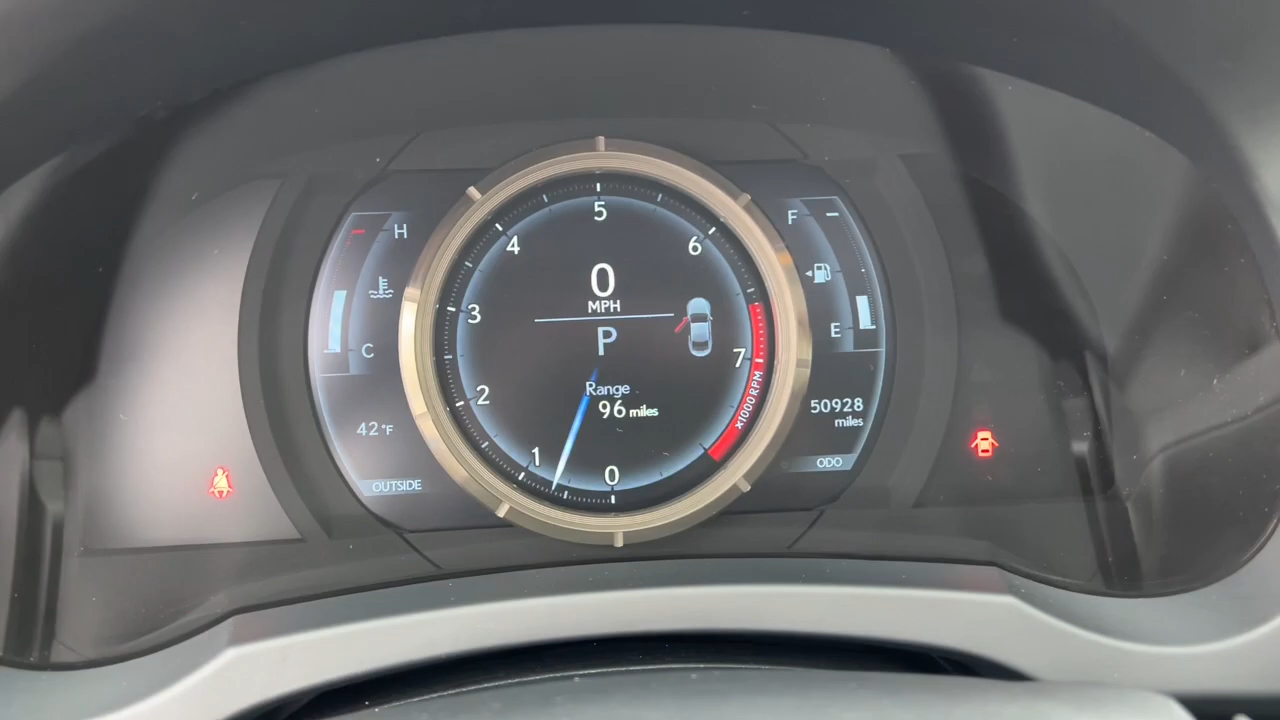 H
C
42°F
OUTSIDE
0
1
2
3
4
5
6
7
x1000RPM
0
MPH
P
Range
96 miles
F
E
50928
miles
ODO